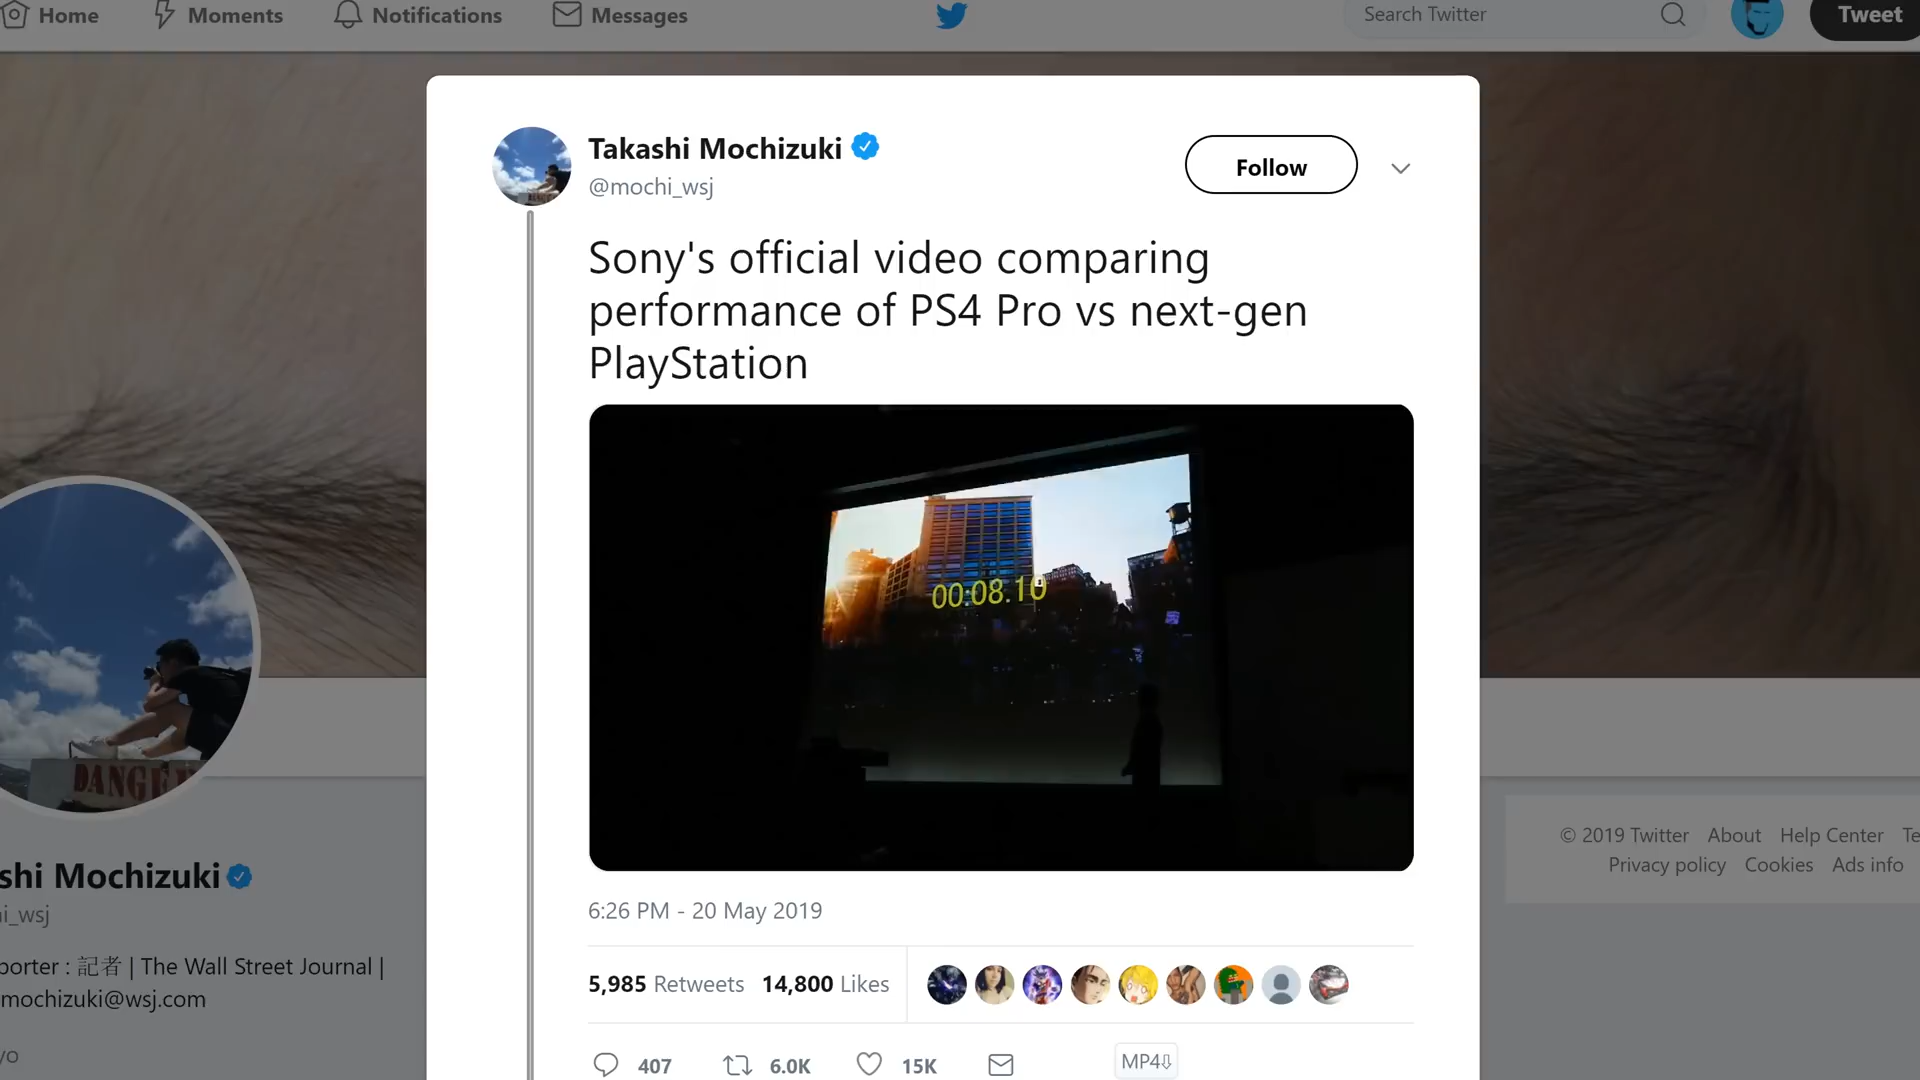 Home
Moments
Notifications
Messages
Search Twitter
Tweet
Takashi Mochizuki
@mochi_wsj
Follow
Sony's official video comparing
performance of PS4 Pro vs next-gen
PlayStation
00:08.10
6:26 PM - 20 May 2019
5,985 Retweets 14,800 Likes
407
6.0K
15K
MP4⇩
DANGE
shi Mochizuki
i_wsj
porter : 記者 | The Wall Street Journal |
mochizuki@wsj.com
yo
© 2019 Twitter About Help Center Te
Privacy policy Cookies Ads info